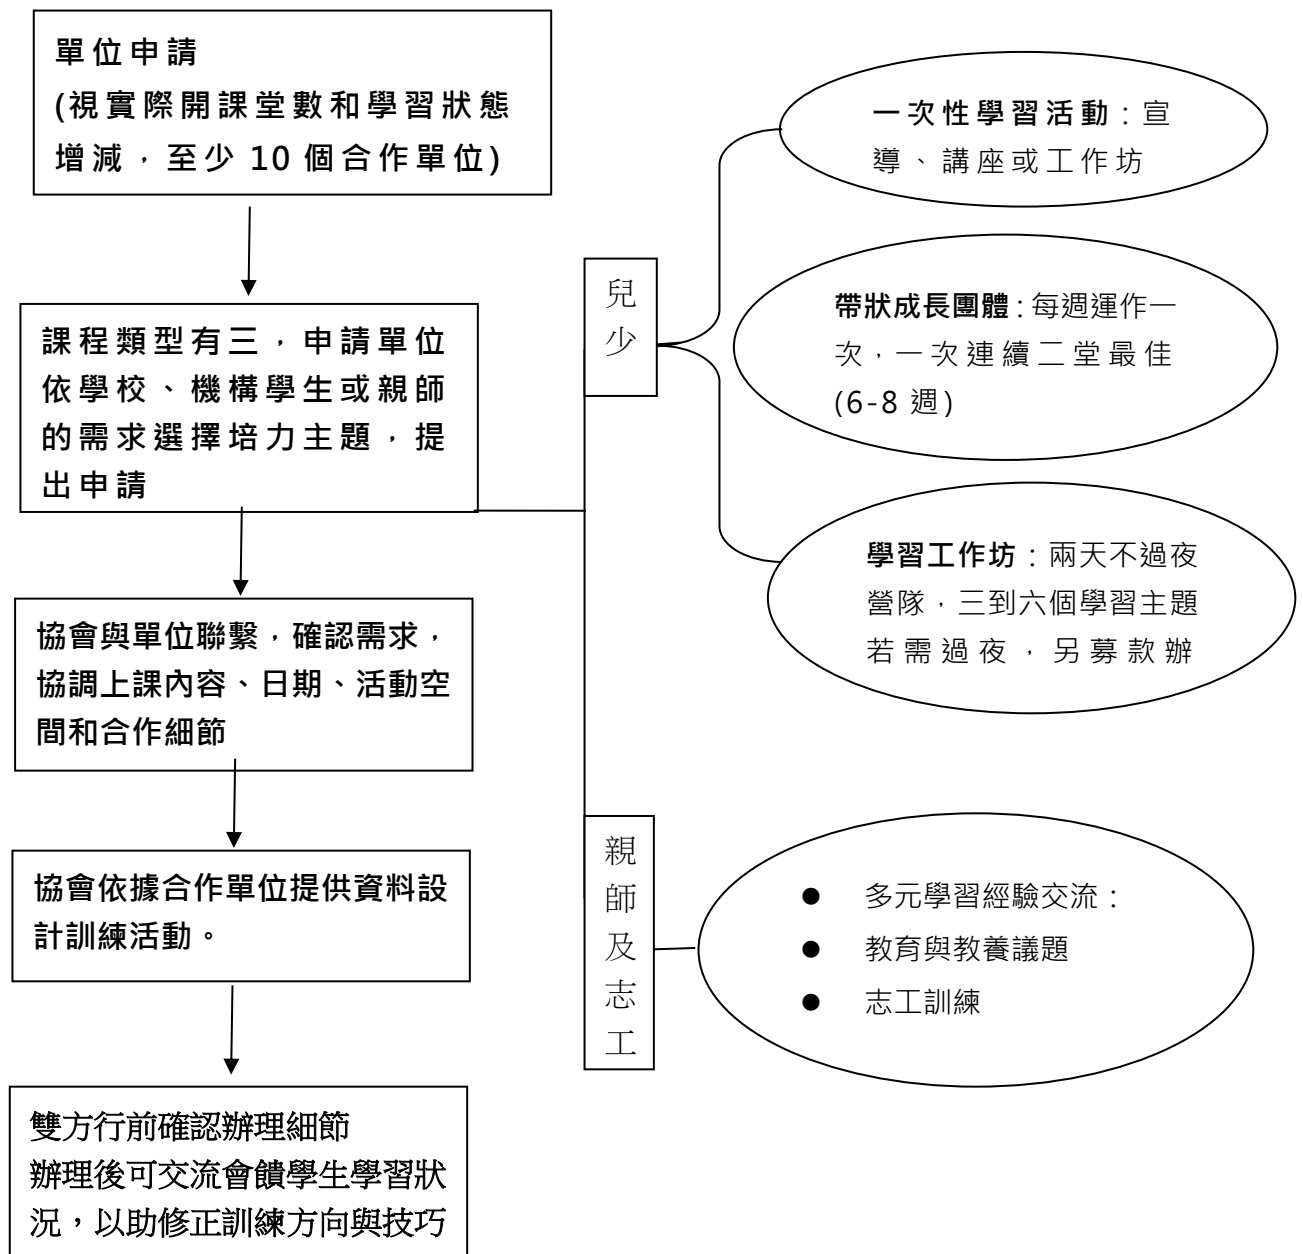 單位申請
(視實際開課堂數和學習狀態
增減，至少 10 個合作單位)
課程類型有三，申請單位
依學校、機構學生或親師
的需求選擇培力主題，提
出申請
協會與單位聯繫，確認需求，
協調上課內容、日期、活動空
間和合作細節
協會依據合作單位提供資料設
計訓練活動。
雙方行前確認辦理細節
辦理後可交流會饋學生學習狀
況，以助修正訓練方向與技巧
兒
少
一次性學習活動：宣
導、講座或工作坊
帶狀成長團體：每週運作一
次，一次連續二堂最佳
(6-8 週)
學習工作坊：兩天不過夜
營隊，三到六個學習主題
若需過夜，另募款辦
親
師
及
志
工
● 多元學習經驗交流：
● 教育與教養議題
● 志工訓練